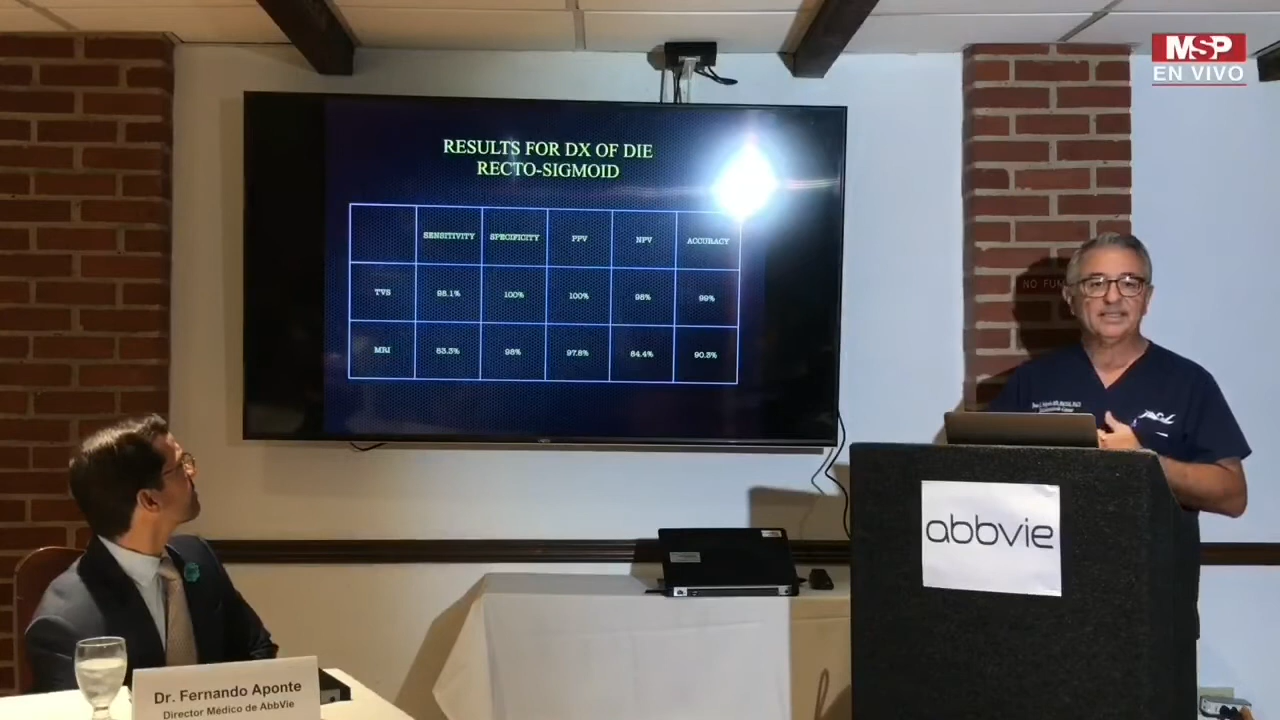 MSP
EN VIVO
RESULTS FOR DX OF DIE
RECTO-SIGMOID
SENSITIVITY SPECIFICITY PPV NPV ACCURACY
TVS 98.1% 100% 100% 98% 99%
MRI 83.3% 98% 97.8% 84.4% 90.3%
NO FUM
abbvie
Dr. Fernando Aponte
Director Médico de AbbVie